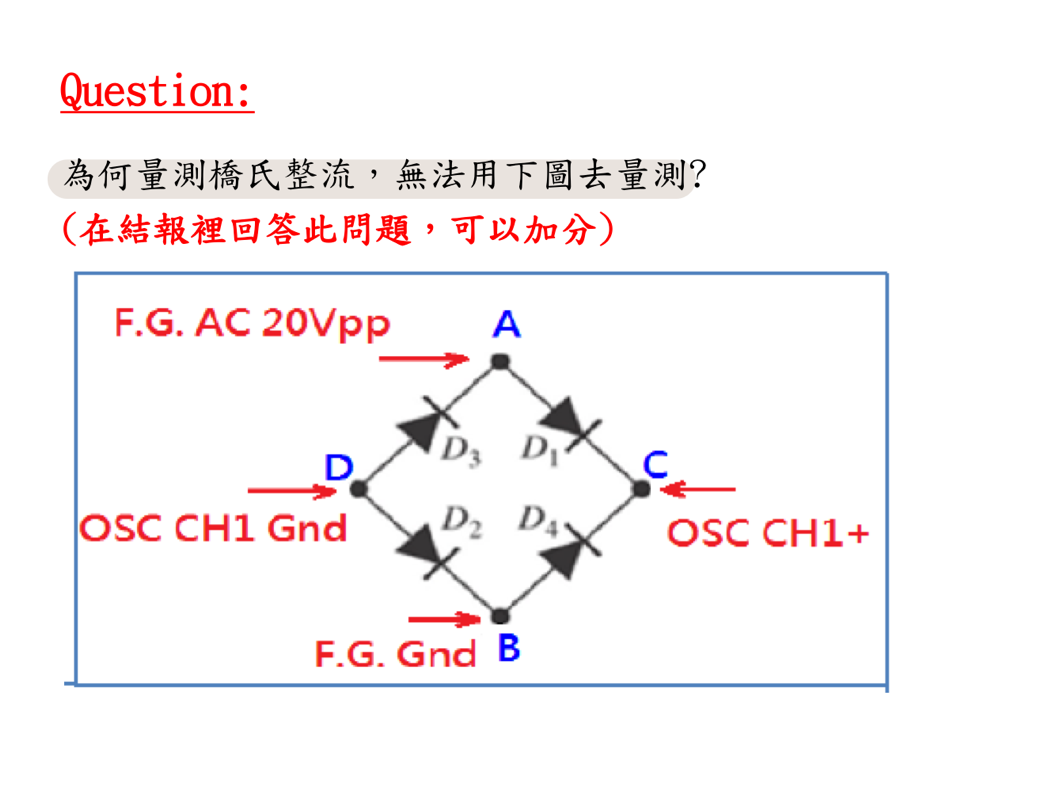 Question:
為何量測橋氏整流，無法用下圖去量測?
(在結報裡回答此問題，可以加分)
F.G. AC 20Vpp
A
D3
D1
D
C
OSC CH1 Gnd
D2
D4
OSC CH1+
F.G. Gnd
B